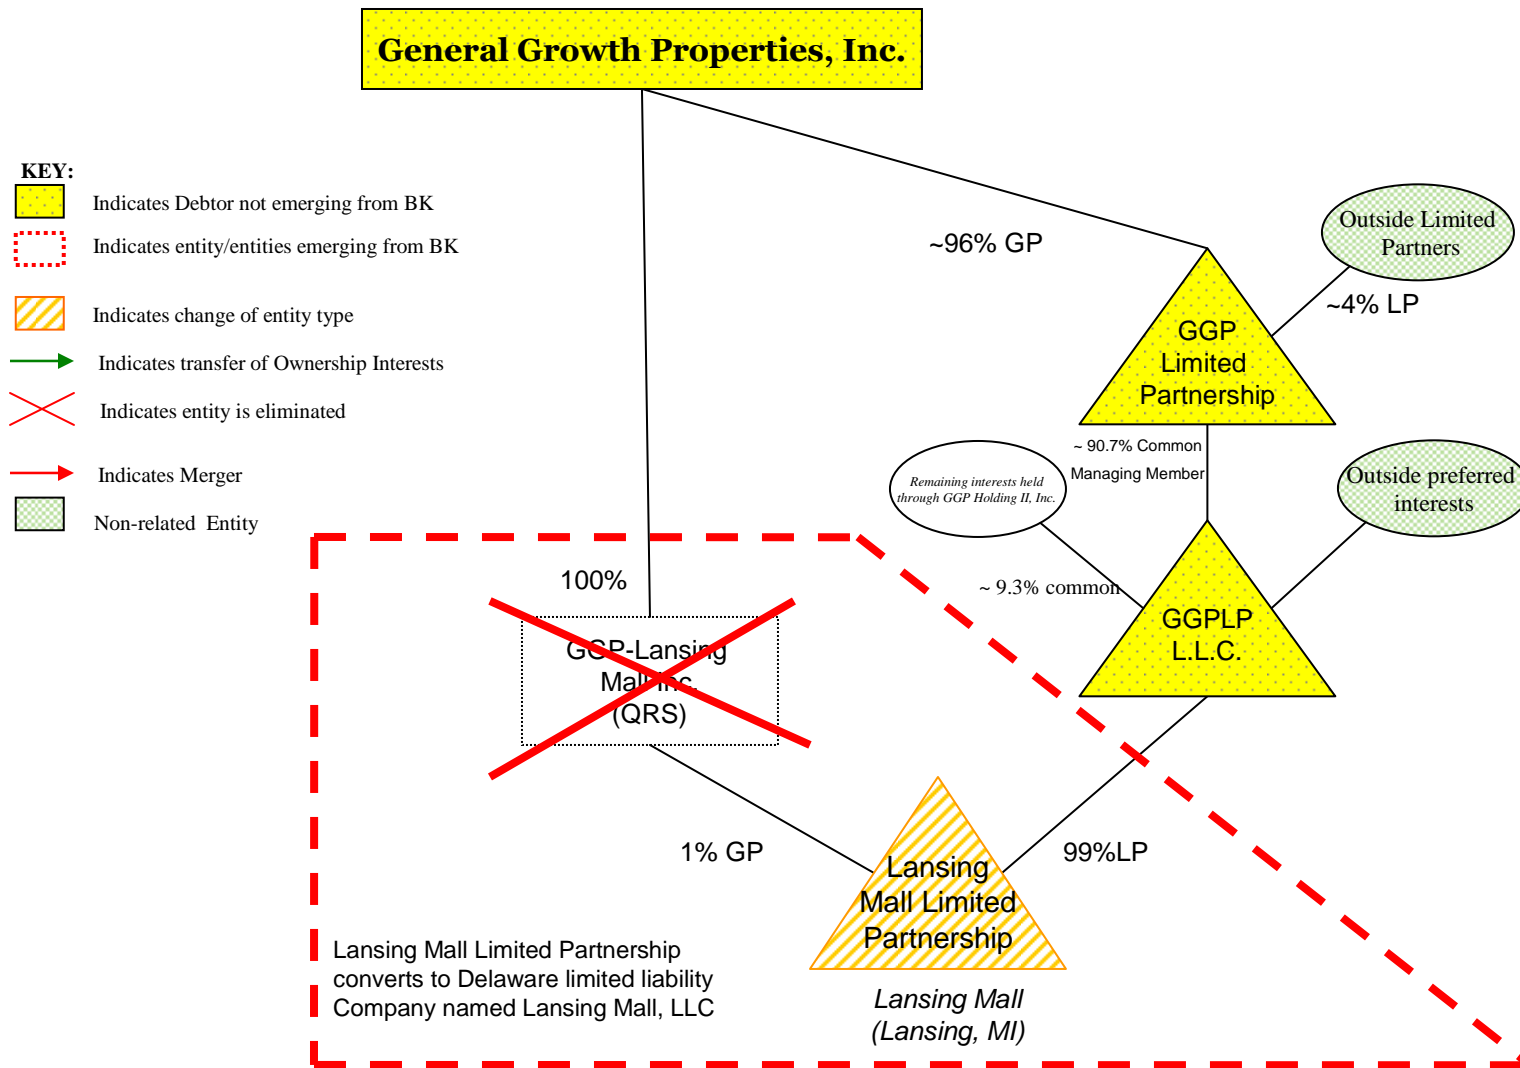 General Growth Properties, Inc.
KEY:
Indicates Debtor not emerging from BK
Indicates entity/entities emerging from BK
Indicates change of entity type
Indicates transfer of Ownership Interests
Indicates entity is eliminated
Indicates Merger
Non-related Entity
~96% GP
Outside Limited
Partners
~4% LP
GGP
Limited
Partnership
~ 90.7% Common
Managing Member
Remaining interests held
through GGP Holding II, Inc.
Outside preferred
interests
~ 9.3% common
GGPLP
L.L.C.
100%
GGP-Lansing
Mall Inc.
(QRS)
1% GP
99%LP
Lansing
Mall Limited
Partnership
Lansing Mall Limited Partnership
converts to Delaware limited liability
Company named Lansing Mall, LLC
Lansing Mall
(Lansing, MI)